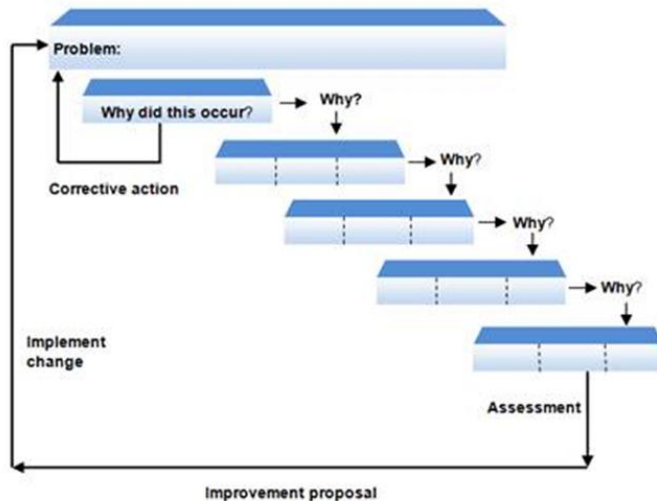 Problem:
Why did this occur?
Why?
Why?
Corrective action
Why?
Why?
Implement
change
Assessment
Improvement proposal